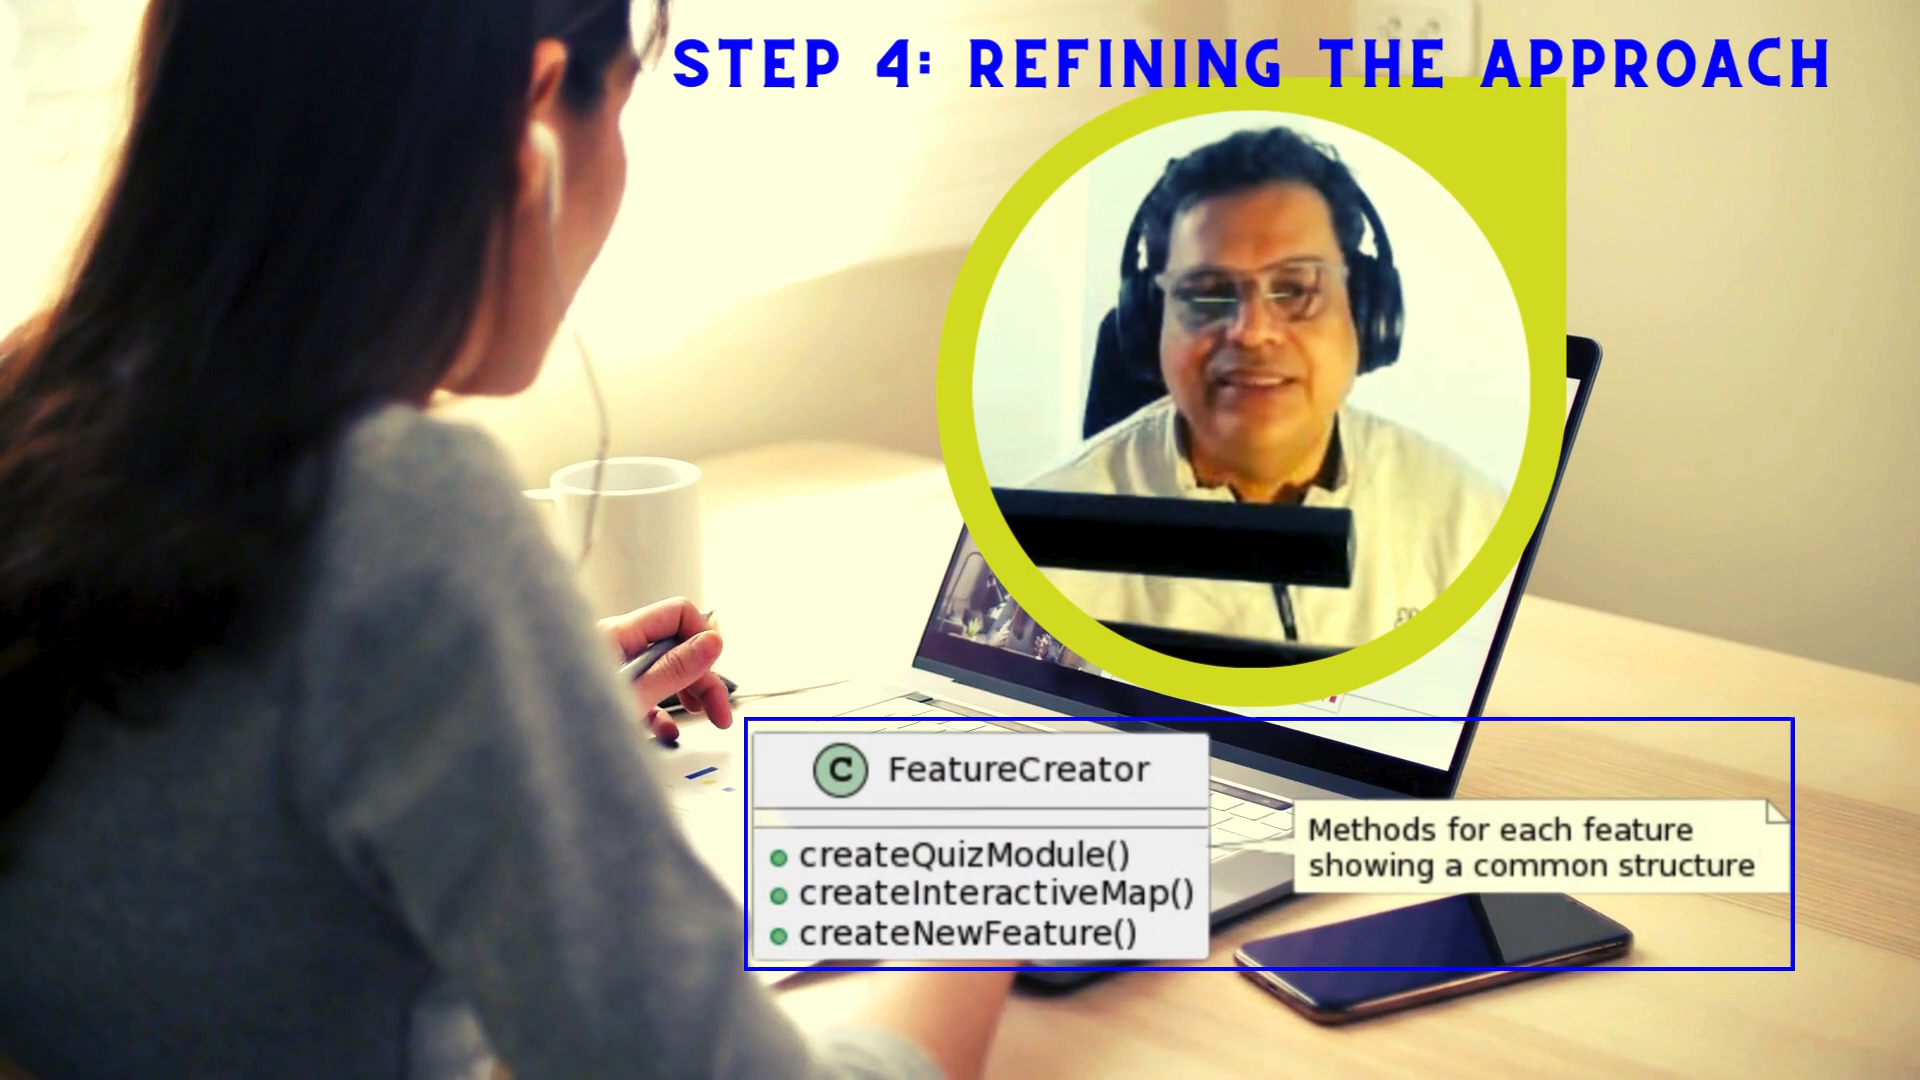 STEP 4: REFINING THE APPROACH
C FeatureCreator
createQuizModule()
createInteractiveMap()
createNewFeature()
Methods for each feature
showing a common structure